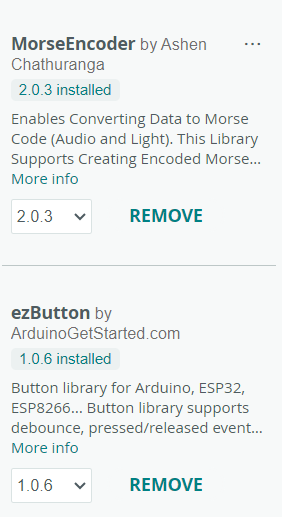 MorseEncoder by Ashen ...
Chathuranga
2.0.3 installed
Enables Converting Data to Morse
Code (Audio and Light). This Library
Supports Creating Encoded Morse...
More info
2.0.3 REMOVE
ezButton by
ArduinoGetStarted.com
1.0.6 installed
Button library for Arduino, ESP32,
ESP8266... Button library supports
debounce, pressed/released event...
More info
1.0.6 REMOVE